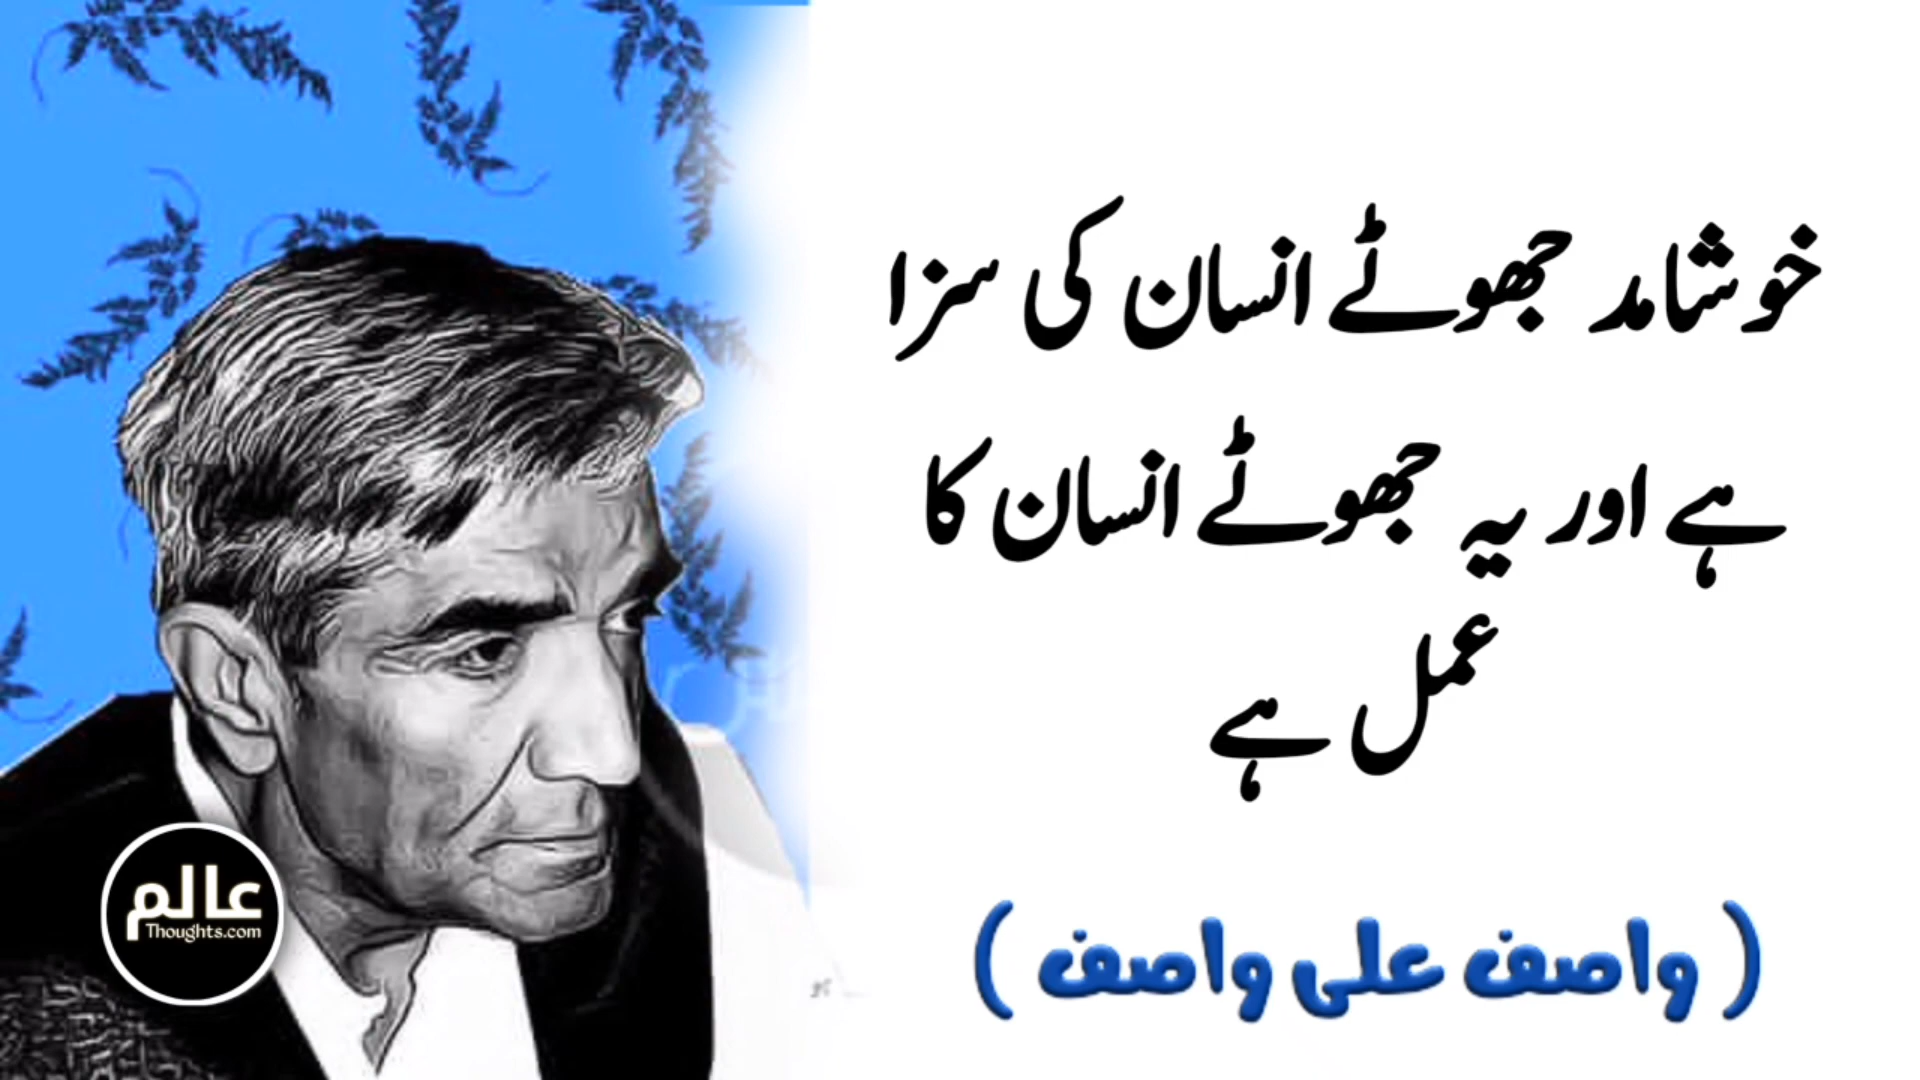 خوشامد جھوٹے انسان کی سزا
ہے اور یہ جھوٹے انسان کا
عمل ہے
( واصف علی واصف )
عالم
Thoughts.com